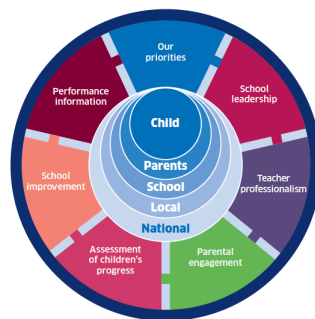 Our
priorities
School
leadership
Teacher
professionalism
Parental
engagement
Assessment
of children's
progress
School
improvement
Performance
information
Child
Parents
School
Local
National